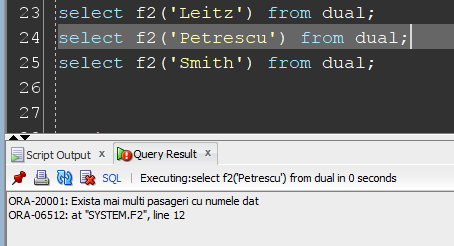 23 select f2('Leitz') from dual;
24 select f2('Petrescu') from dual;
25 select f2('Smith') from dual;
26
27
Script Output x Query Result x
SQL | Executing:select f2('Petrescu') from dual in 0 seconds
ORA-20001: Exista mai multi pasageri cu numele dat
ORA-06512: at "SYSTEM.F2", line 12